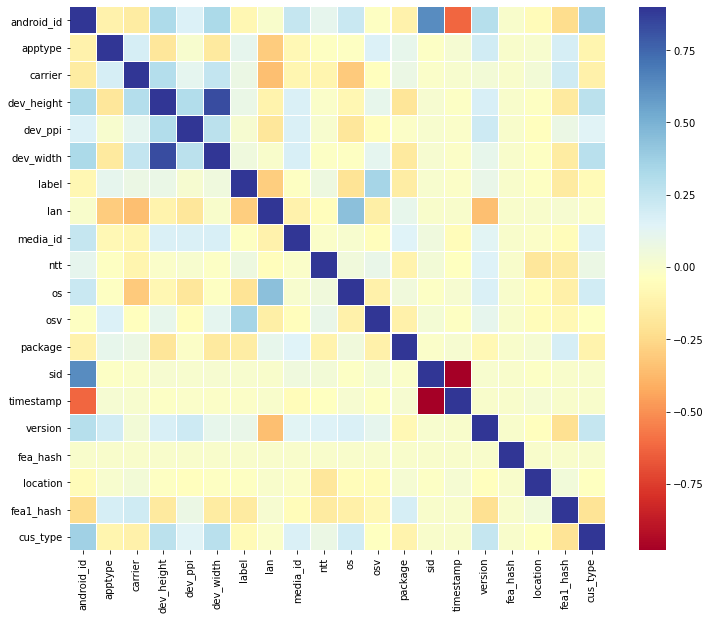 android_id
apptype
carrier
dev_height
dev_ppi
dev_width
label
lan
media_id
ntt
os
osv
package
sid
timestamp
version
fea_hash
location
fea1_hash
cus_type
android_id
apptype
carrier
dev_height
dev_ppi
dev_width
label
lan
media_id
ntt
os
osv
package
sid
timestamp
version
fea_hash
location
fea1_hash
cus_type
0.75
0.50
0.25
0.00
−0.25
−0.50
−0.75